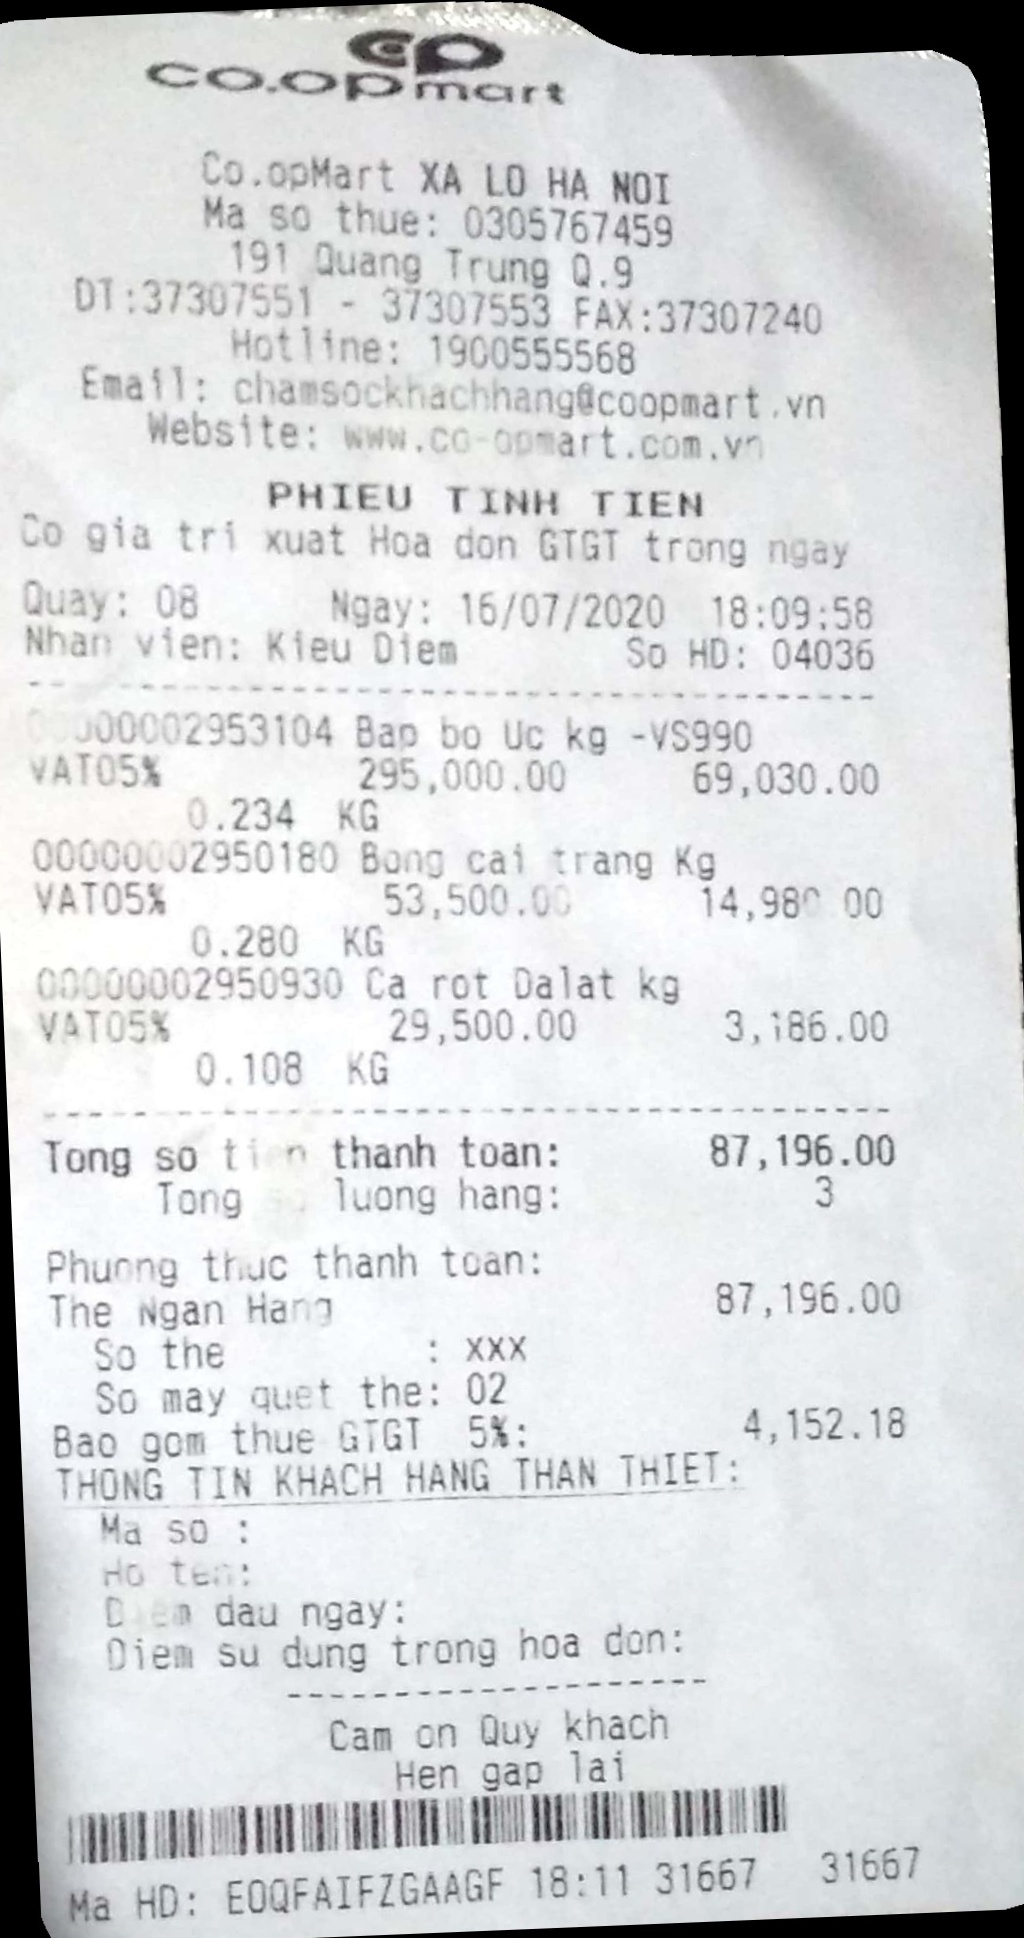 co.opmart
Co.opMart XA LO HA NOI
Ma so thue: 0305767459
191 Quang Trung Q.9
DT:37307551 - 37307553 FAX:37307240
Hotline: 1900555568
Email: chamsockhachhang@coopmart.vn
Website: www.co-opmart.com.vn
PHIEU TINH TIEN
Co gia tri xuat Hoa don GTGT trong ngay
Quay: 08 Ngay: 16/07/2020 18:09:58
Nhan vien: Kieu Diem So HD: 04036
00000002953104 Bap bo Uc kg -VS990
VAT05% 295,000.00 69,030.00
0.234 KG
00000002950180 Bong cai trang Kg
VAT05% 53,500.00 14,980.00
0.280 KG
00000002950930 Ca rot Dalat kg
VAT05% 29,500.00 3,186.00
0.108 KG
Tong so tien thanh toan: 87,196.00
Tong so luong hang: 3
Phuong thuc thanh toan:
The Ngan Hang 87,196.00
So the : XXX
So may quet the: 02
Bao gom thue GTGT 5%: 4,152.18
THONG TIN KHACH HANG THAN THIET:
Ma so :
Ho ten:
Diem dau ngay:
Diem su dung trong hoa don:
Cam on Quy khach
Hen gap lai
Ma HD: EOQFAIFZGAAGF 18:11 31667 31667